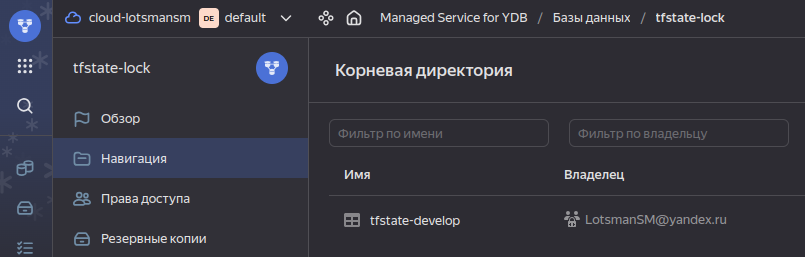 cloud-lotsmansm DE default Managed Service for YDB / Базы данных / tfstate-lock
tfstate-lock
Корневая директория
Обзор
Фильтр по имени Фильтр по владельцу
Навигация
Имя Владелец
Права доступа
tfstate-develop LotsmanSM@yandex.ru
Резервные копии